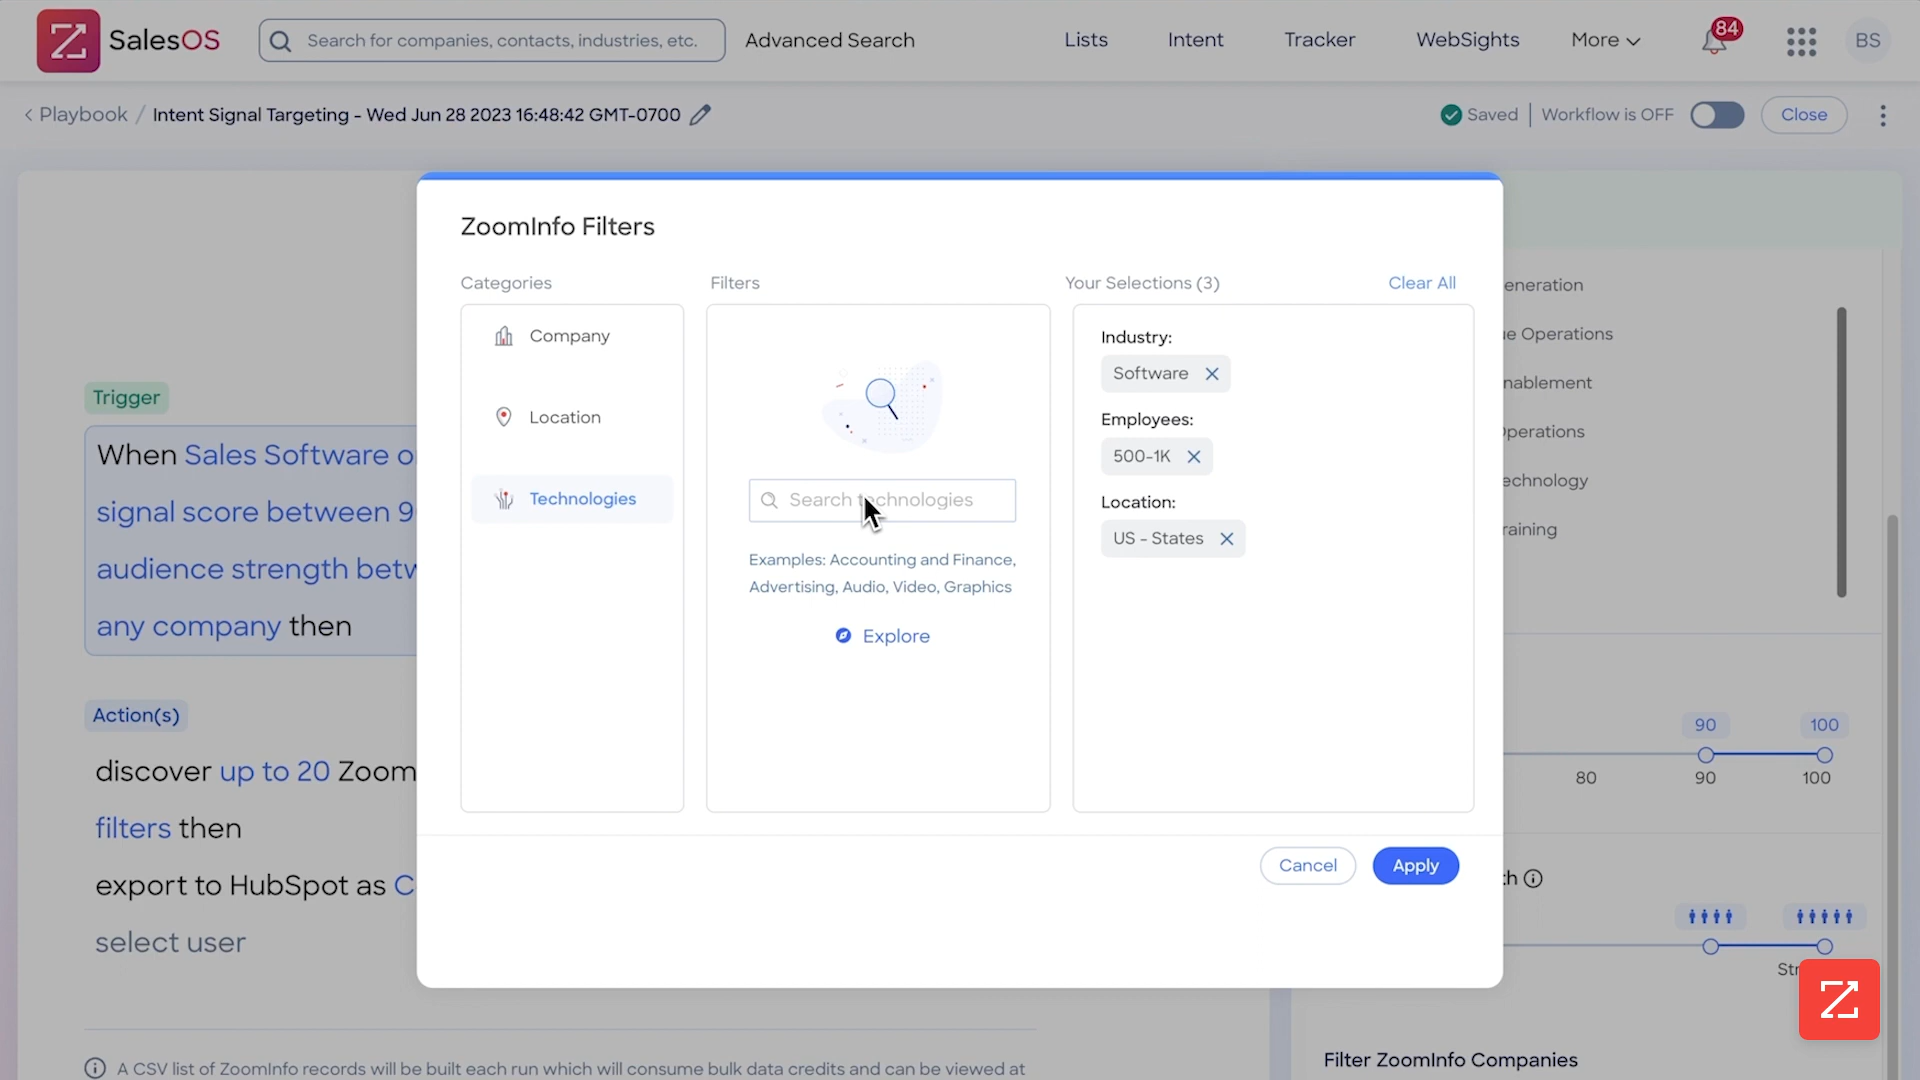 SalesOS
Search for companies, contacts, industries, etc.
Advanced Search
Lists
Intent
Tracker
WebSights
More
84
BS
Playbook / Intent Signal Targeting - Wed Jun 28 2023 16:48:42 GMT-0700
Saved
Workflow is OFF
Close
ZoomInfo Filters
Categories
Filters
Your Selections (3)
Clear All
Company
Location
Technologies
Search technologies
Examples: Accounting and Finance,
Advertising, Audio, Video, Graphics
Explore
Industry:
Software
Employees:
500-1K
Location:
US - States
Cancel
Apply
Trigger
When Sales Software
signal score between
audience strength
any company then
Action(s)
discover up to 20 Zoom
filters then
export to HubSpot as
select user
A CSV list of ZoomInfo records will be built each run which will consume bulk data credits and can be viewed at
eneration
e Operations
nablement
perations
echnology
raining
90
100
80
90
100
th
Str
Filter ZoomInfo Companies